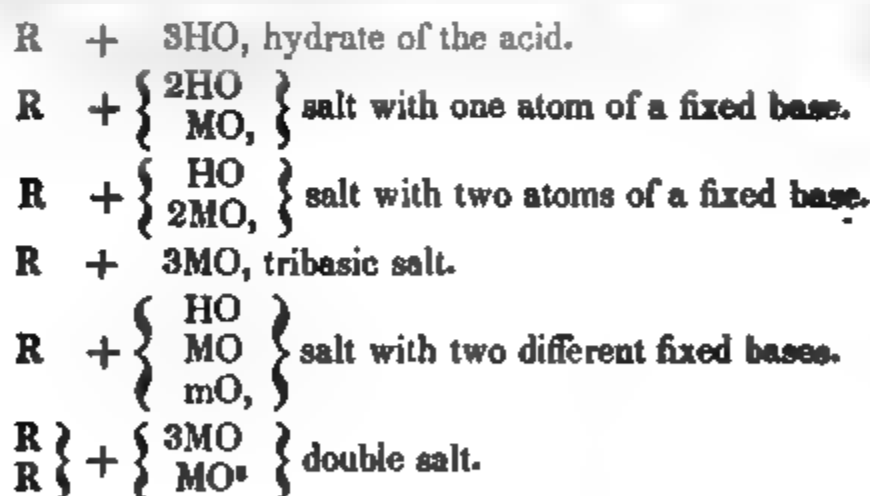 R + 3HO, hydrate of the acid.
R + { 2HO MO, } salt with one atom of a fixed base.
R + { HO 2MO, } salt with two atoms of a fixed base.
R + 3MO, tribasic salt.
R + { HO MO mO, } salt with two different fixed bases.
R R } + { 3MO MO³ } double salt.